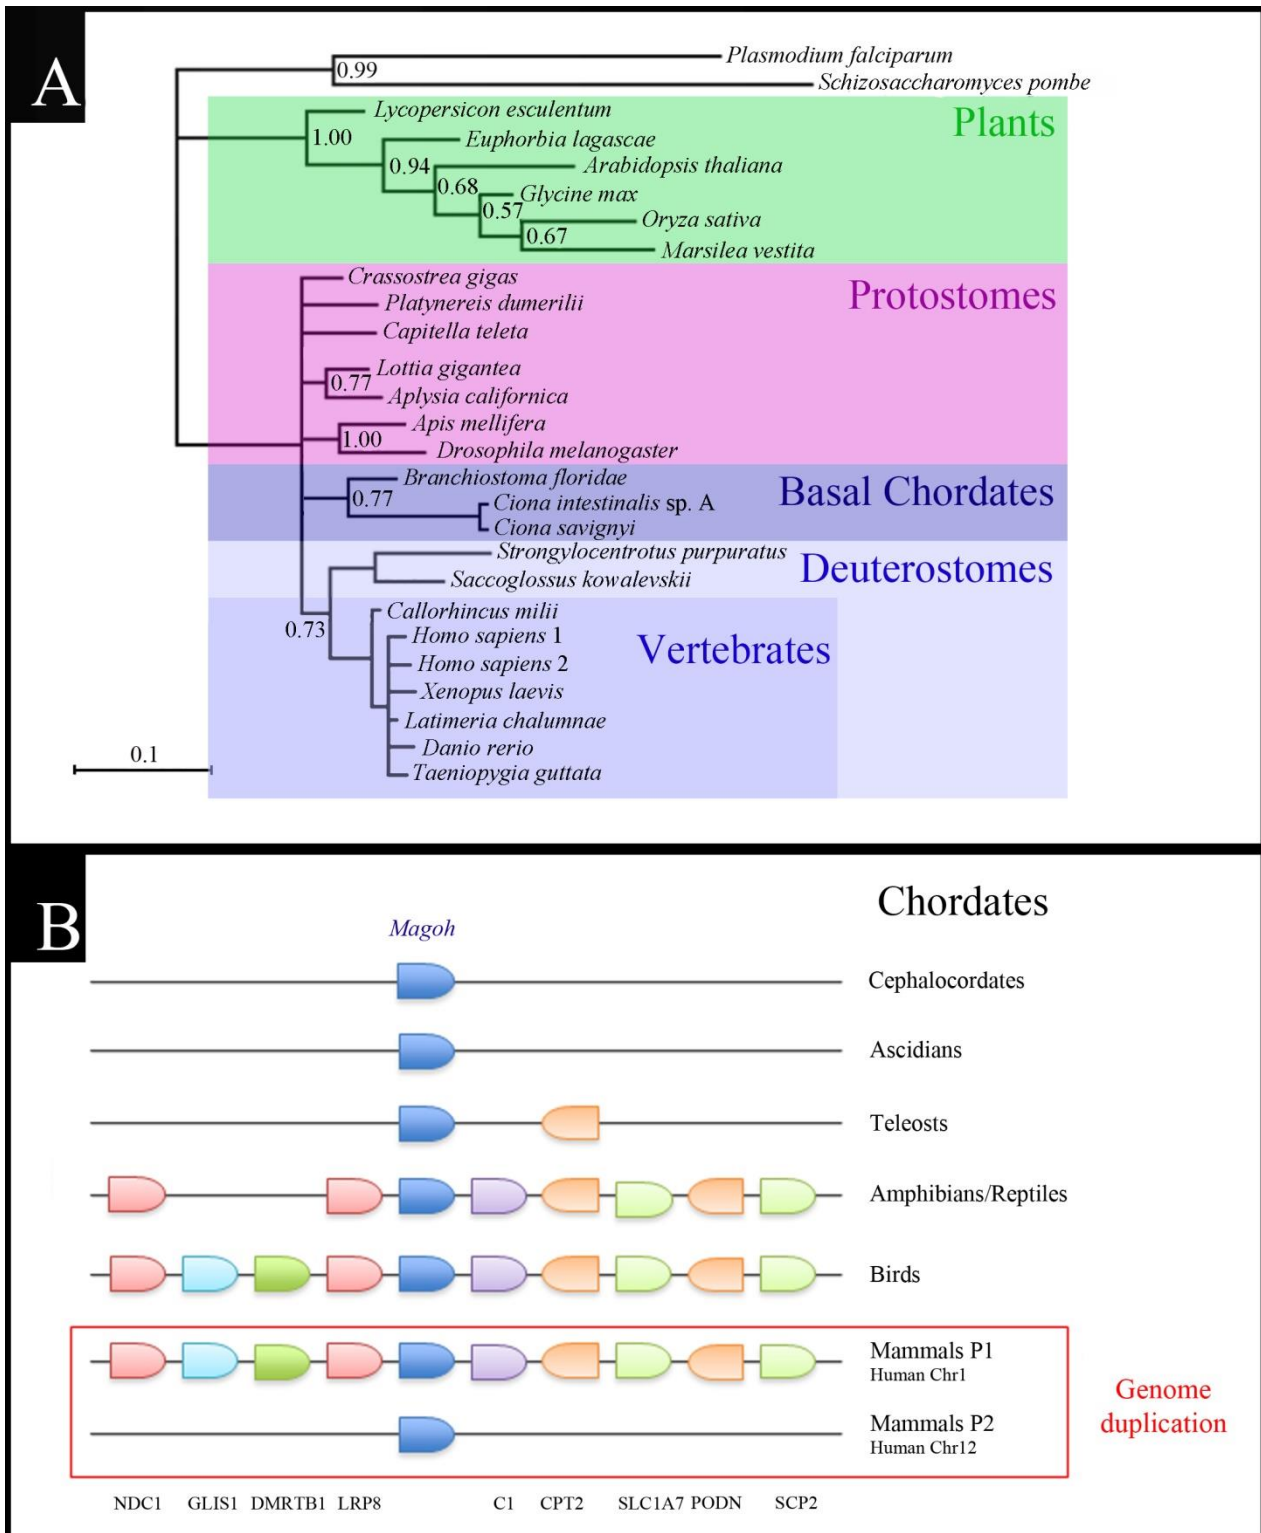 A
Plasmodium falciparum
0.99
Schizosaccharomyces pombe
Lycopersicon esculentum
Plants
1.00
Euphorbia lagascae
0.94
Arabidopsis thaliana
0.68
Glycine max
0.57
Oryza sativa
0.67
Marsilea vestita
Crassostrea gigas
Protostomes
Platynereis dumerilii
Capitella teleta
Lottia gigantea
0.77
Aplysia californica
Apis mellifera
1.00
Drosophila melanogaster
Branchiostoma floridae
Basal Chordates
0.77
Ciona intestinalis sp. A
Ciona savignyi
Strongylocentrotus purpuratus
Deuterostomes
Saccoglossus kowalevskii
Callorhincus milii
0.73
Homo sapiens 1
Vertebrates
Homo sapiens 2
Xenopus laevis
Latimeria chalumnae
Danio rerio
0.1
Taeniopygia guttata
B
Chordates
Magoh
Cephalocordates
Ascidians
Teleosts
Amphibians/Reptiles
Birds
Mammals P1
Human Chr1
Genome
duplication
Mammals P2
Human Chr12
NDC1 GLIS1 DMRTB1 LRP8 C1 CPT2 SLC1A7 PODN SCP2